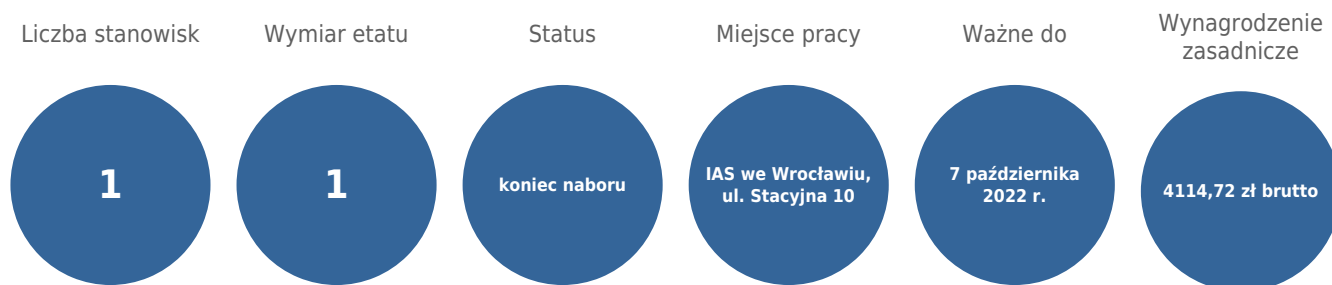 Liczba stanowisk
1
Wymiar etatu
1
Status
koniec naboru
Miejsce pracy
IAS we Wrocławiu,
ul. Stacyjna 10
Ważne do
7 października
2022 r.
Wynagrodzenie
zasadnicze
4114,72 zł brutto